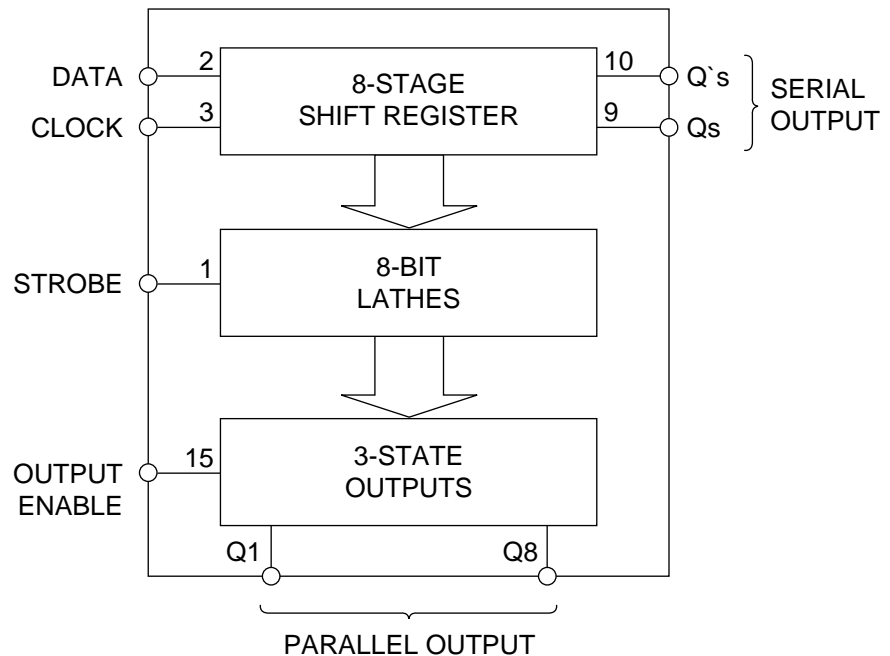 DATA
2
8-STAGE
SHIFT REGISTER
10
Q`s
CLOCK
3
9
Qs
SERIAL
OUTPUT
STROBE
1
8-BIT
LATHES
OUTPUT
ENABLE
15
3-STATE
OUTPUTS
Q1
Q8
PARALLEL OUTPUT